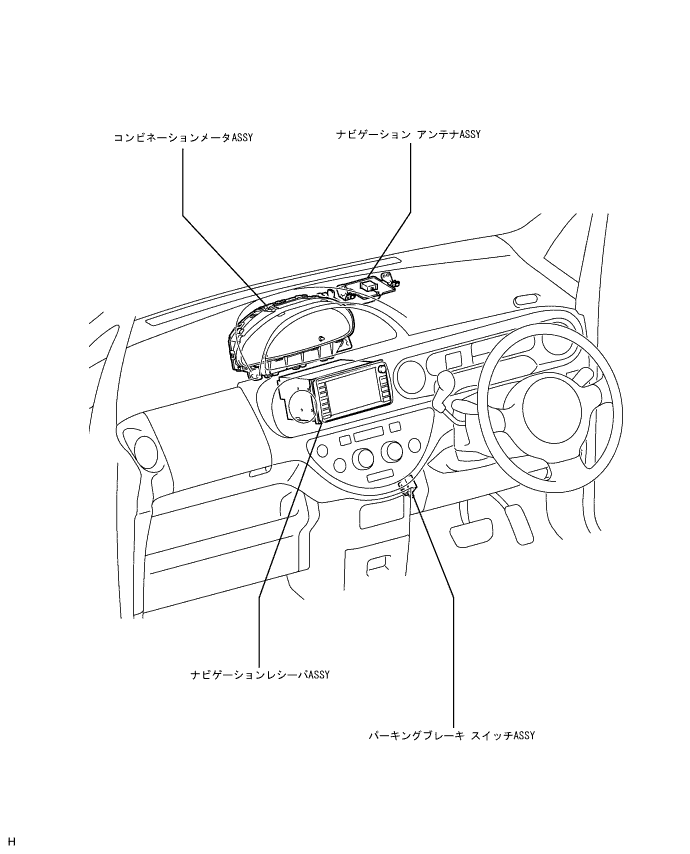 コンビネーションメータASSY
ナビゲーション アンテナASSY
ナビゲーションレシーバASSY
パーキングブレーキ スイッチASSY
H